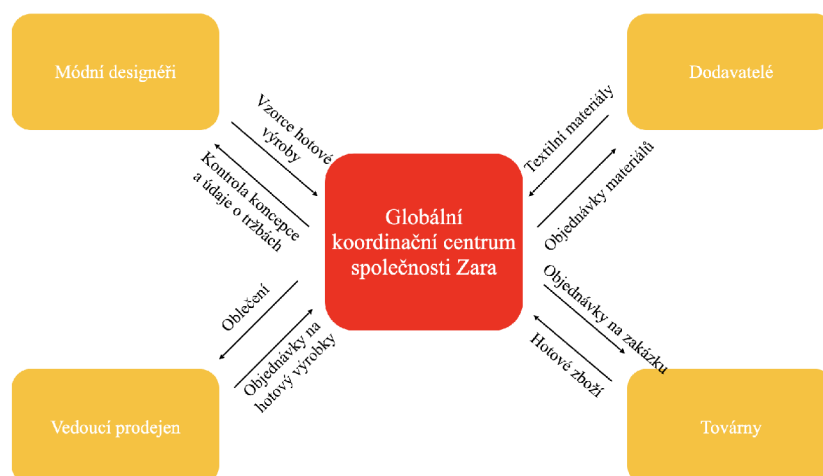 Módní designéři
Dodavatelé
Vzorce hotové
výroby
Kontrola koncepce
a údaje o tržbách
Textilní materiály
Objednávky materiálů
Globální
koordinační centrum
společnosti Zara
Oblečení
Objednávky na
hotový výrobky
Objednávky na zakázku
Hotové zboží
Vedoucí prodejen
Továrny